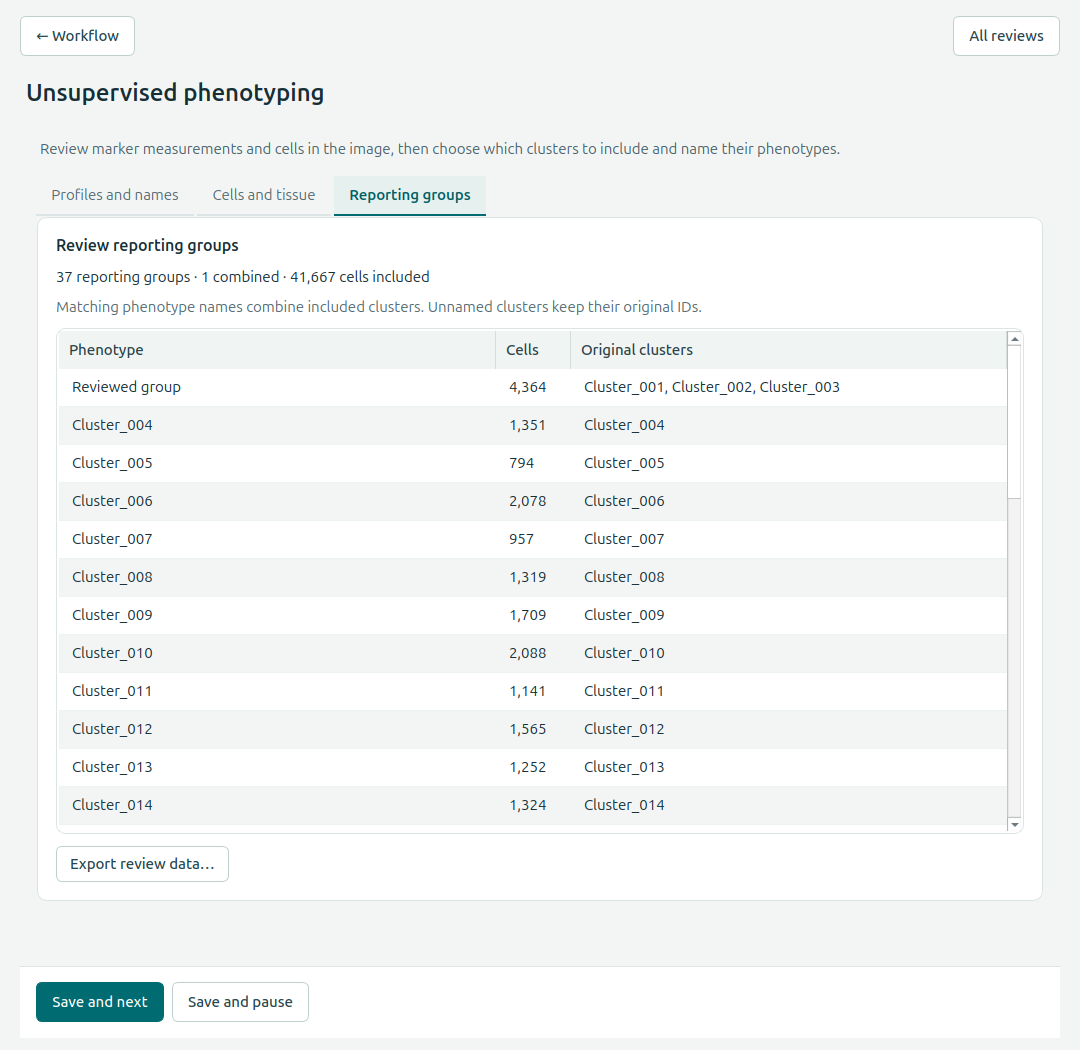 ← Workflow
All reviews
Unsupervised phenotyping
Review marker measurements and cells in the image, then choose which clusters to include and name their phenotypes.
Profiles and names
Cells and tissue
Reporting groups
Review reporting groups
37 reporting groups · 1 combined · 41,667 cells included
Matching phenotype names combine included clusters. Unnamed clusters keep their original IDs.
Phenotype Cells Original clusters
Reviewed group 4,364 Cluster_001, Cluster_002, Cluster_003
Cluster_004 1,351 Cluster_004
Cluster_005 794 Cluster_005
Cluster_006 2,078 Cluster_006
Cluster_007 957 Cluster_007
Cluster_008 1,319 Cluster_008
Cluster_009 1,709 Cluster_009
Cluster_010 2,088 Cluster_010
Cluster_011 1,141 Cluster_011
Cluster_012 1,565 Cluster_012
Cluster_013 1,252 Cluster_013
Cluster_014 1,324 Cluster_014
Export review data...
Save and next
Save and pause